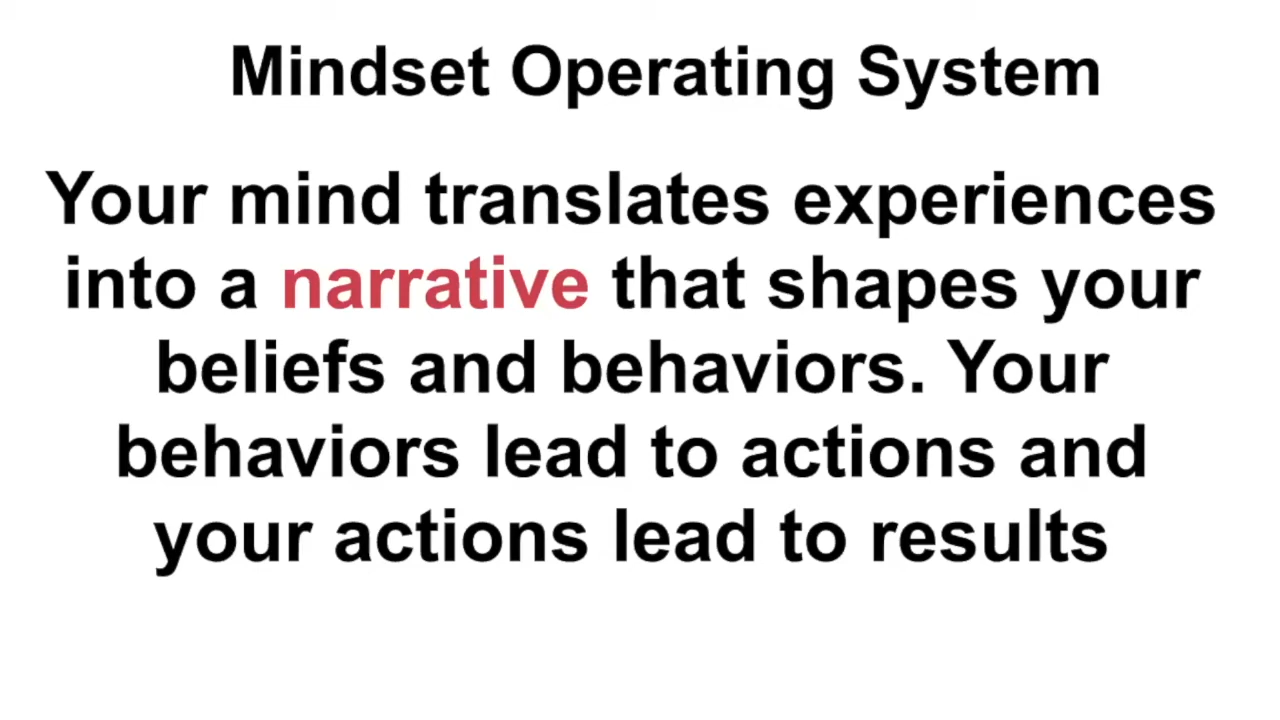 Mindset Operating System
Your mind translates experiences
into a narrative that shapes your
beliefs and behaviors. Your
behaviors lead to actions and
your actions lead to results